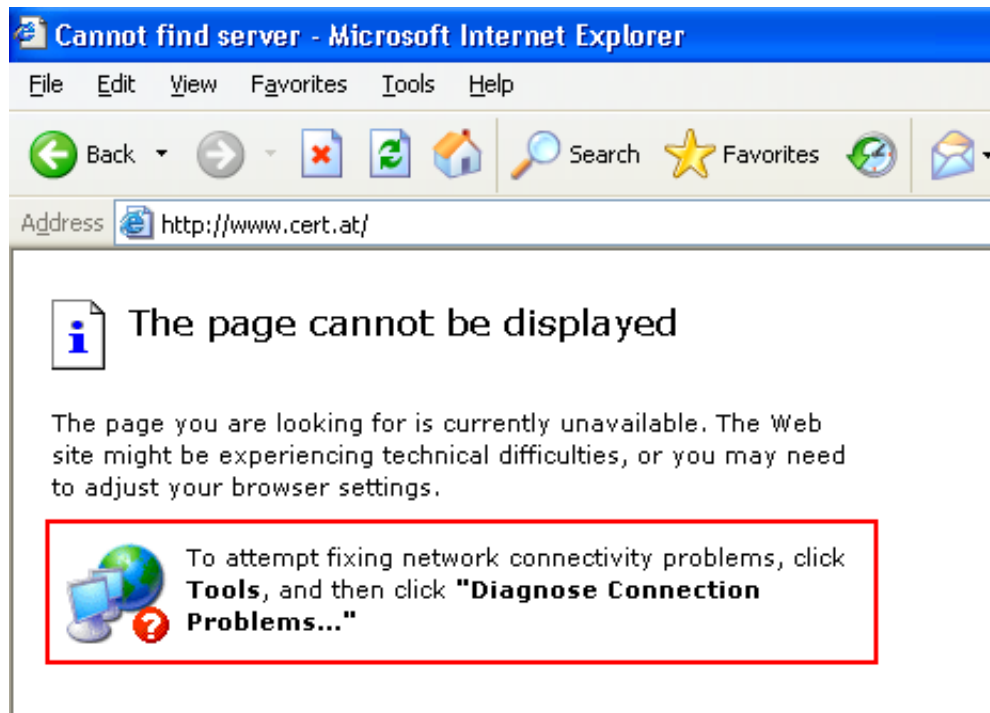 Cannot find server - Microsoft Internet Explorer
File Edit View Favorites Tools Help
Back Search Favorites
Address http://www.cert.at/
The page cannot be displayed
The page you are looking for is currently unavailable. The Web
site might be experiencing technical difficulties, or you may need
to adjust your browser settings.
To attempt fixing network connectivity problems, click
Tools, and then click "Diagnose Connection
Problems..."